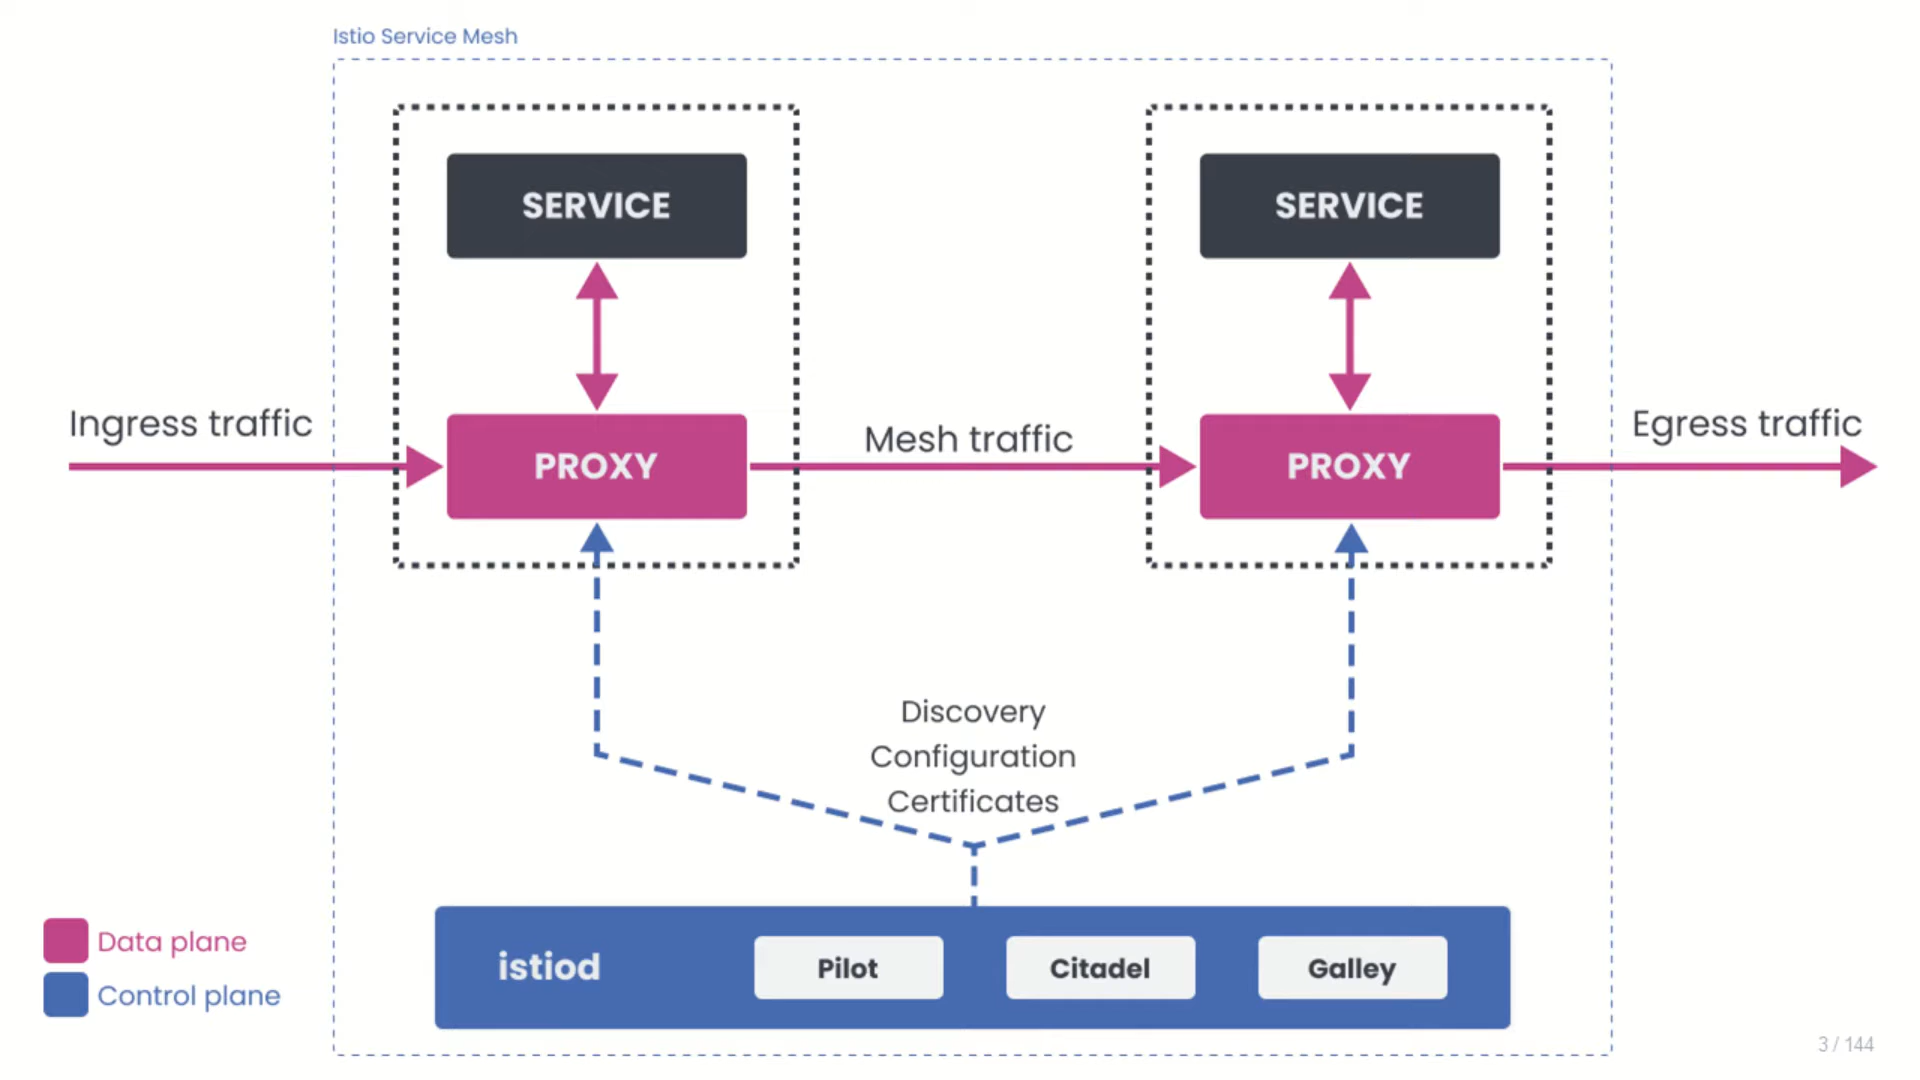 Istio Service Mesh
SERVICE
SERVICE
Ingress traffic
PROXY
Mesh traffic
PROXY
Egress traffic
Discovery
Configuration
Certificates
Data plane
Control plane
istiod
Pilot
Citadel
Galley
3 / 144